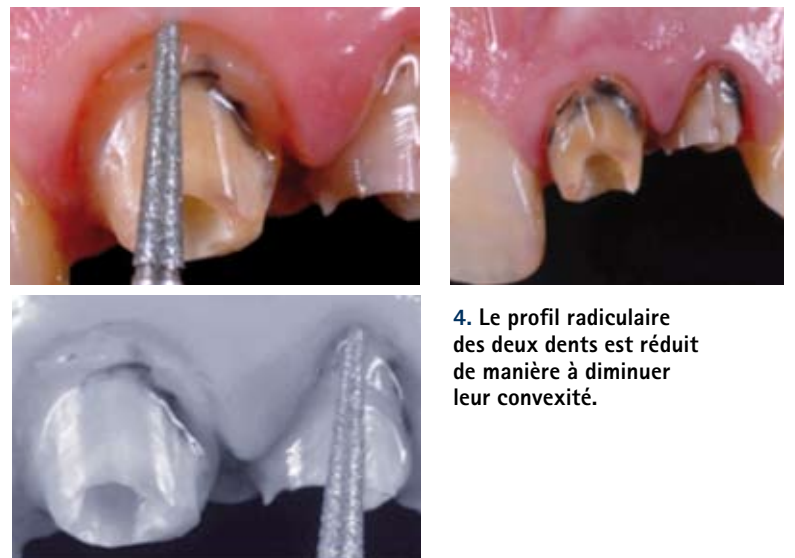 4. Le profil radiculaire
des deux dents est réduit
de manière à diminuer
leur convexité.